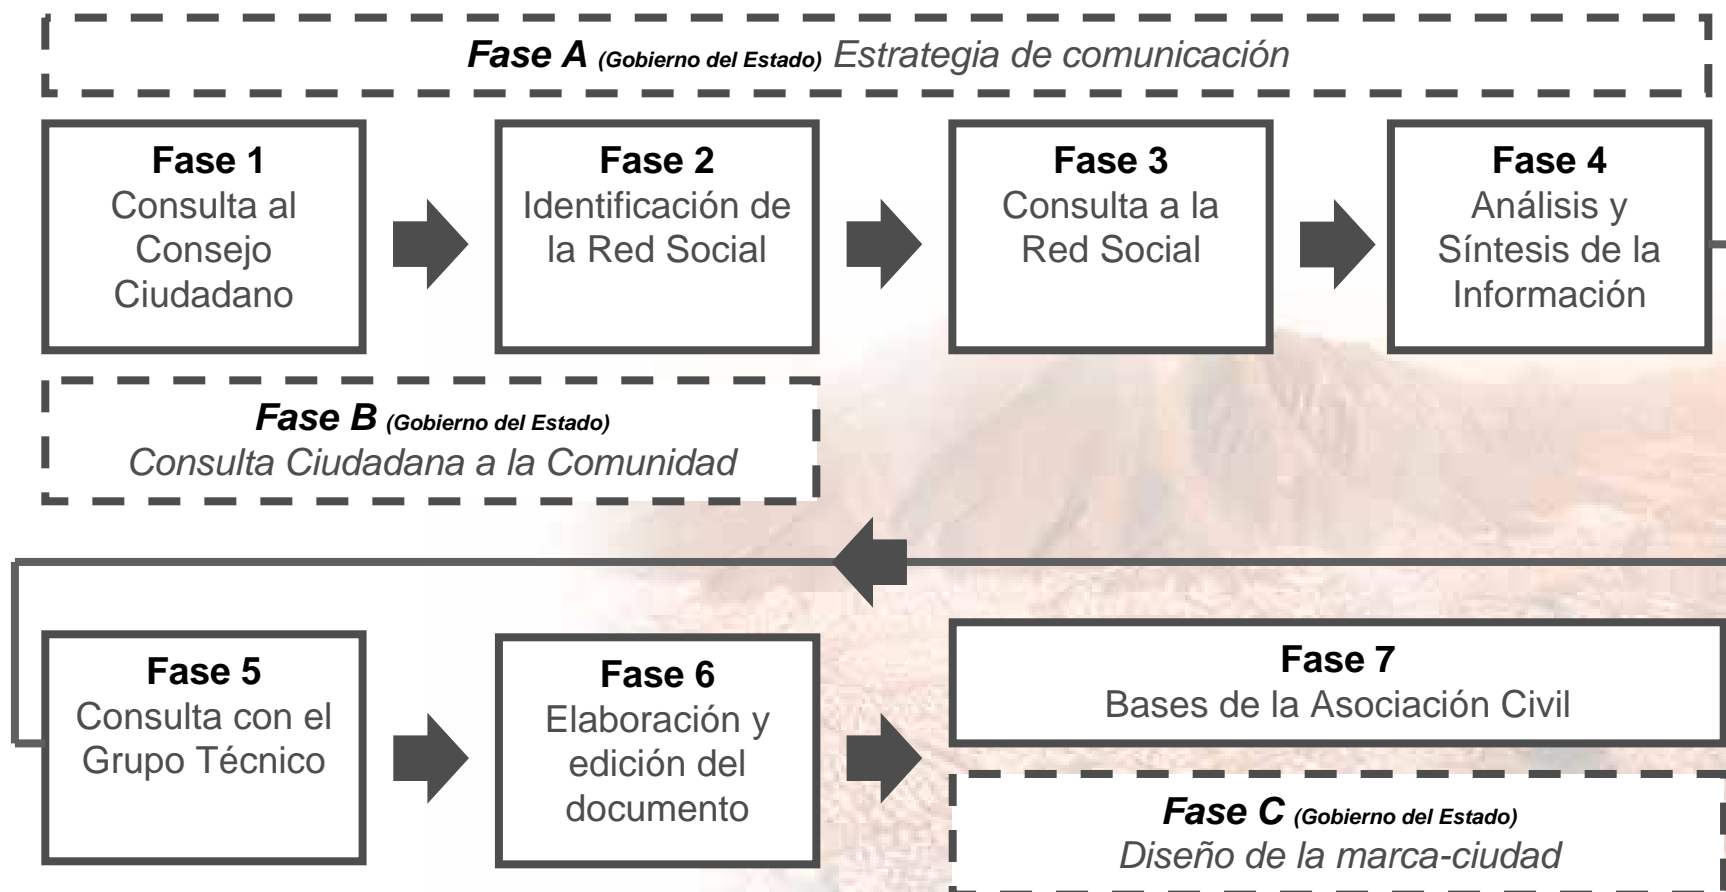 Fase A (Gobierno del Estado) Estrategia de comunicación
Fase 1
Consulta al
Consejo
Ciudadano
Fase 2
Identificación de
la Red Social
Fase 3
Consulta a la
Red Social
Fase 4
Análisis y
Síntesis de la
Información
Fase B (Gobierno del Estado)
Consulta Ciudadana a la Comunidad
Fase 5
Consulta con el
Grupo Técnico
Fase 6
Elaboración y
edición del
documento
Fase 7
Bases de la Asociación Civil
Fase C (Gobierno del Estado)
Diseño de la marca-ciudad